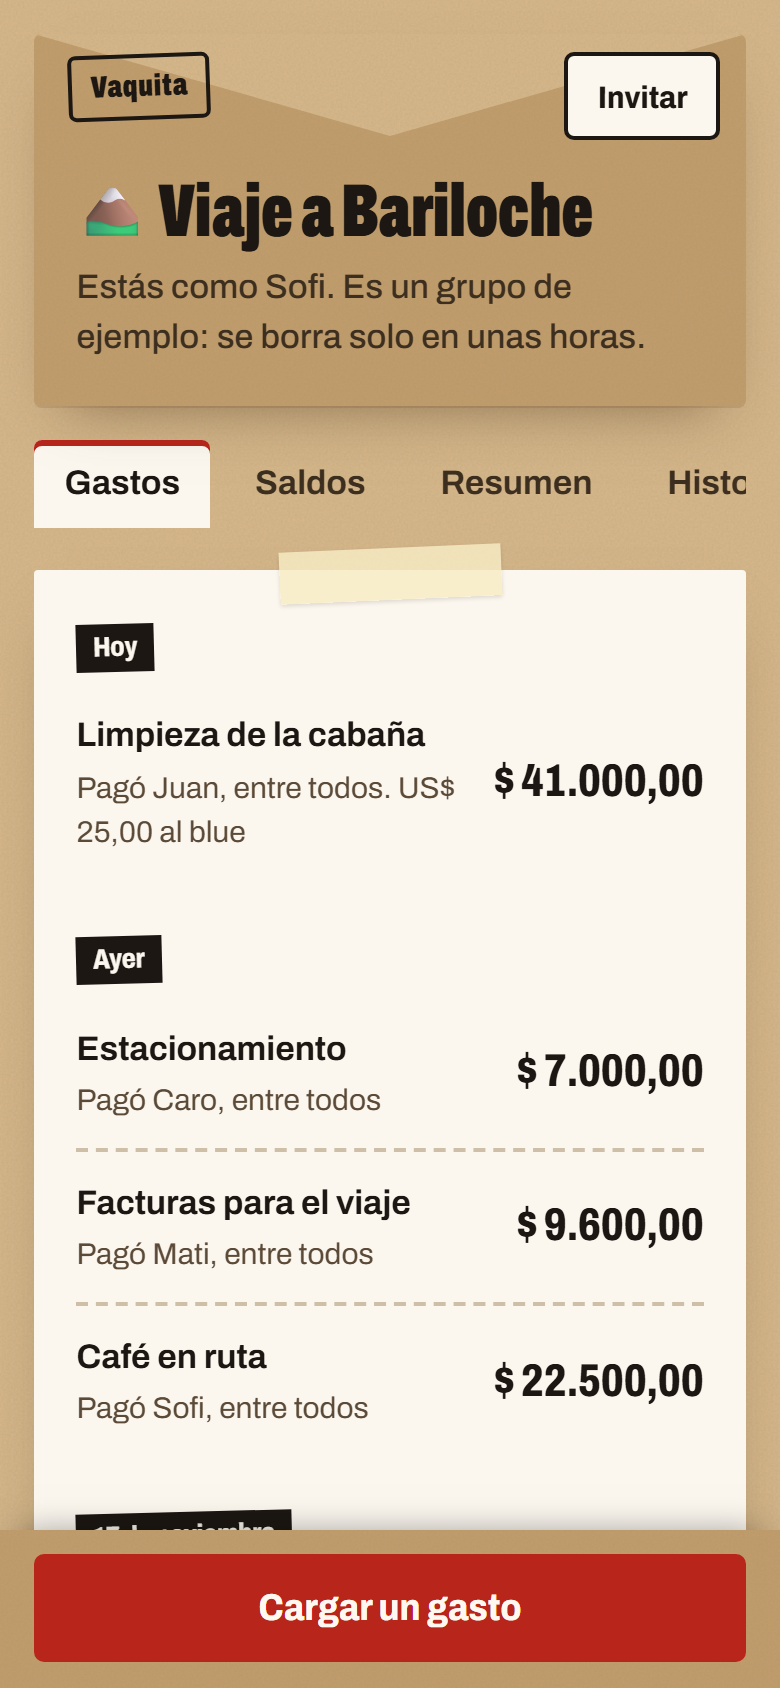 Vaquita
Invitar
Viaje a Bariloche
Estás como Sofi. Es un grupo de
ejemplo: se borra solo en unas horas.
Gastos
Saldos
Resumen
Histo
Hoy
Limpieza de la cabaña
Pagó Juan, entre todos. US$
25,00 al blue
$ 41.000,00
Ayer
Estacionamiento
Pagó Caro, entre todos
$ 7.000,00
Facturas para el viaje
Pagó Mati, entre todos
$ 9.600,00
Café en ruta
Pagó Sofi, entre todos
$ 22.500,00
Cargar un gasto